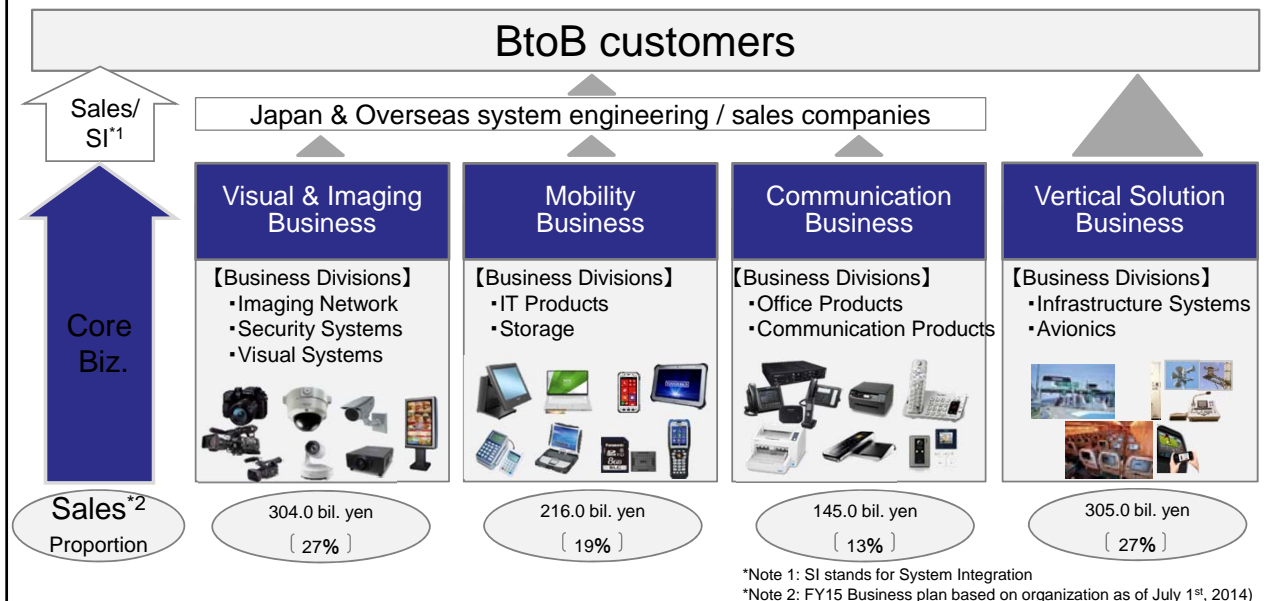 BtoB customers
Sales/
SI*1
Japan & Overseas system engineering / sales companies
Core
Biz.
Visual & Imaging
Business
【Business Divisions】
・Imaging Network
・Security Systems
・Visual Systems
Mobility
Business
【Business Divisions】
・IT Products
・Storage
Panasonic
8GB
Communication
Business
【Business Divisions】
・Office Products
・Communication Products
Vertical Solution
Business
【Business Divisions】
・Infrastructure Systems
・Avionics
Sales*2
Proportion
304.0 bil. yen
〔 27% 〕
216.0 bil. yen
〔 19% 〕
145.0 bil. yen
〔 13% 〕
305.0 bil. yen
〔 27% 〕
*Note 1: SI stands for System Integration
*Note 2: FY15 Business plan based on organization as of July 1st, 2014)